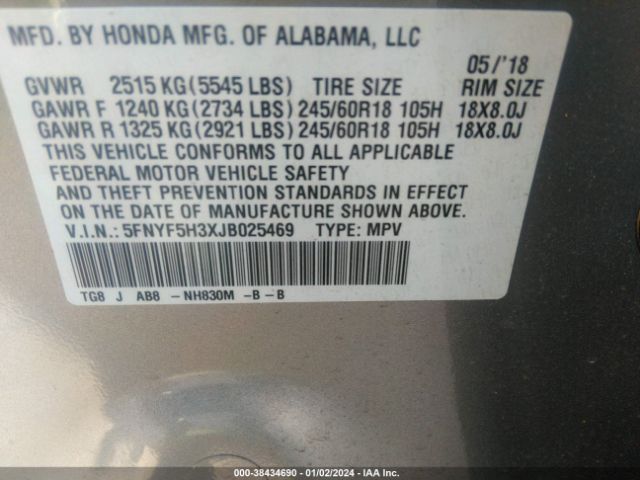 MFD. BY HONDA MFG. OF ALABAMA, LLC
05/'18
GVWR 2515 KG (5545 LBS) TIRE SIZE RIM SIZE
GAWR F 1240 KG (2734 LBS) 245/60R18 105H 18X8.0J
GAWR R 1325 KG (2921 LBS) 245/60R18 105H 18X8.0J
THIS VEHICLE CONFORMS TO ALL APPLICABLE
FEDERAL MOTOR VEHICLE SAFETY
AND THEFT PREVENTION STANDARDS IN EFFECT
ON THE DATE OF MANUFACTURE SHOWN ABOVE.
V.I.N.: 5FNYF5H3XJB025469 TYPE: MPV
TG8 J AB8 -NH830M -B-B
000-38434690 - 01/02/2024 - IAA Inc.